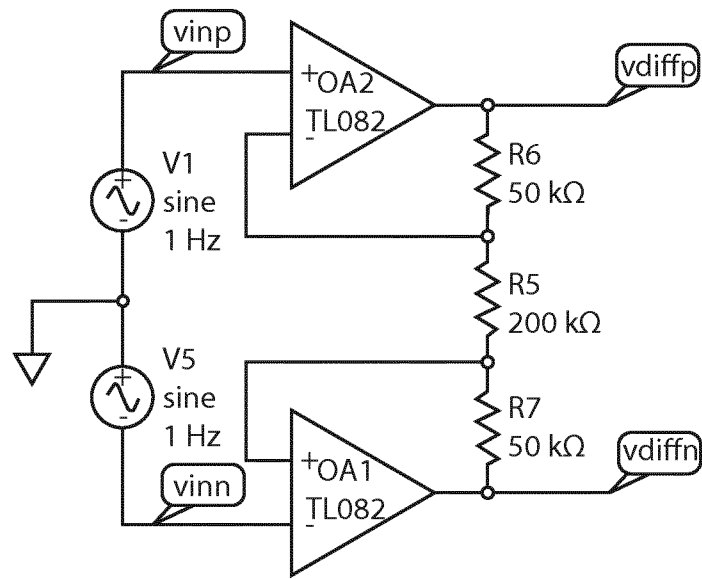 vinp
+OA2
TL082
-
vdiffp
R6
50 kΩ
V1
sine
1 Hz
+
-
R5
200 kΩ
V5
sine
1 Hz
+
-
R7
50 kΩ
vinn
+OA1
TL082
-
vdiffn